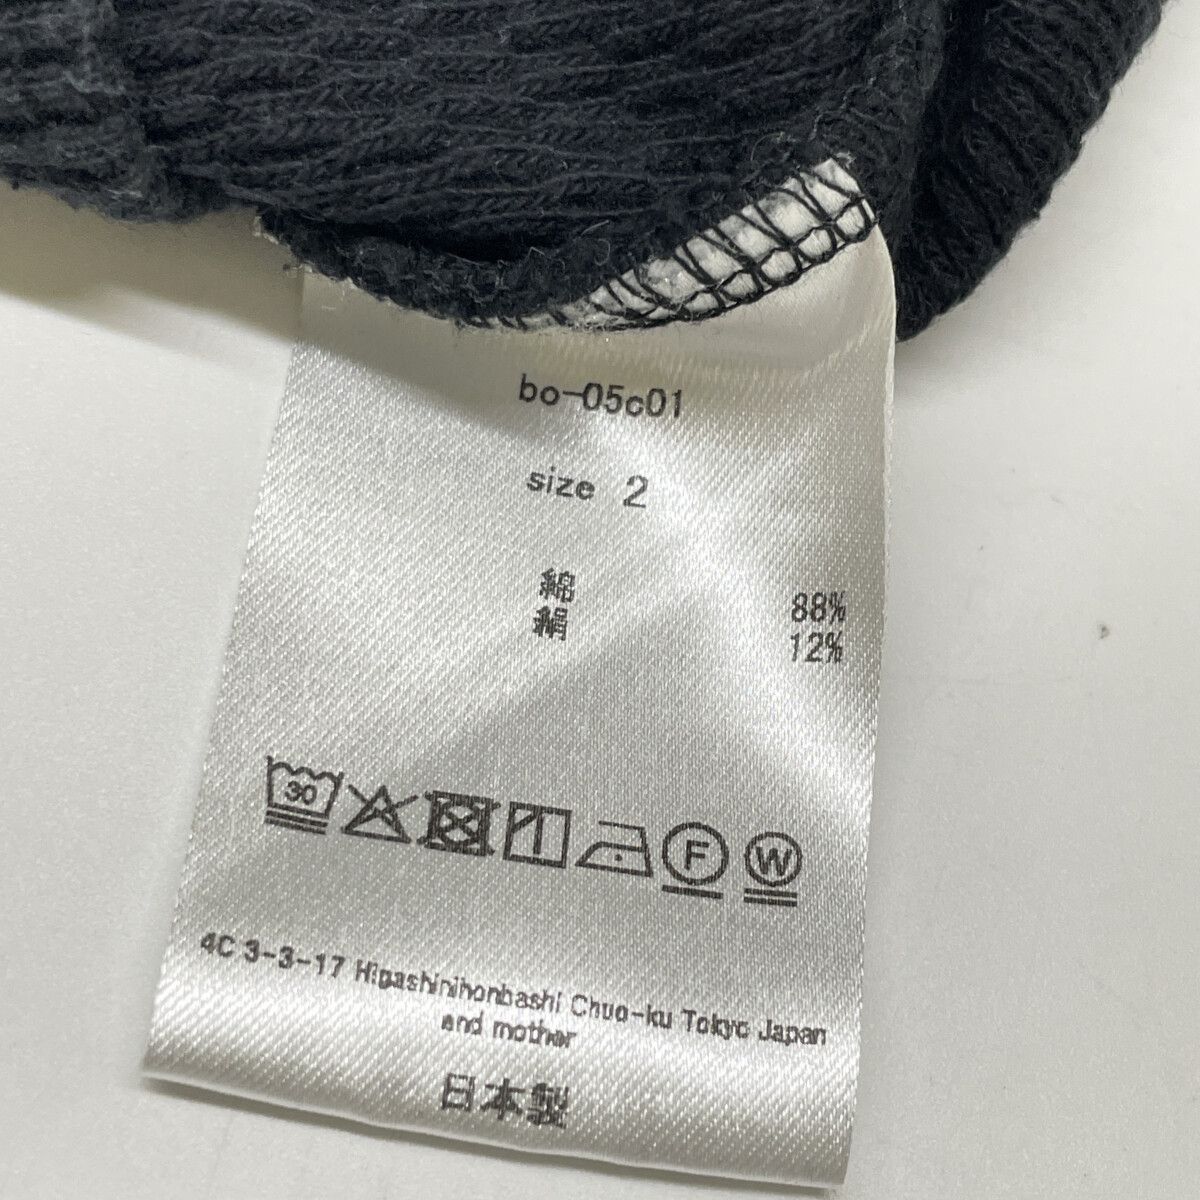 bo-05c01
size 2
綿 88%
絹 12%
30
F W
4C 3-3-17 Higashinihonbashi Chuo-ku Tokyo Japan
and mother
日本製